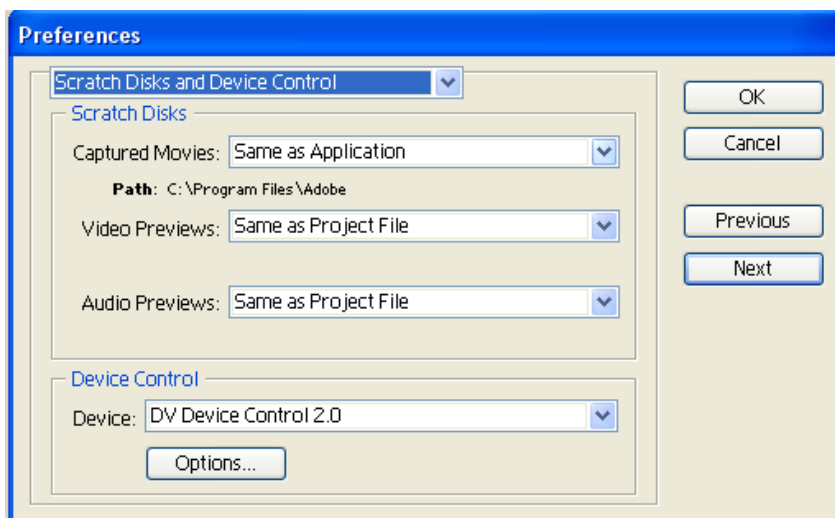 Preferences
Scratch Disks and Device Control
Scratch Disks
Captured Movies: Same as Application
Path: C:\Program Files\Adobe
Video Previews: Same as Project File
Audio Previews: Same as Project File
Device Control
Device: DV Device Control 2.0
Options...
OK
Cancel
Previous
Next